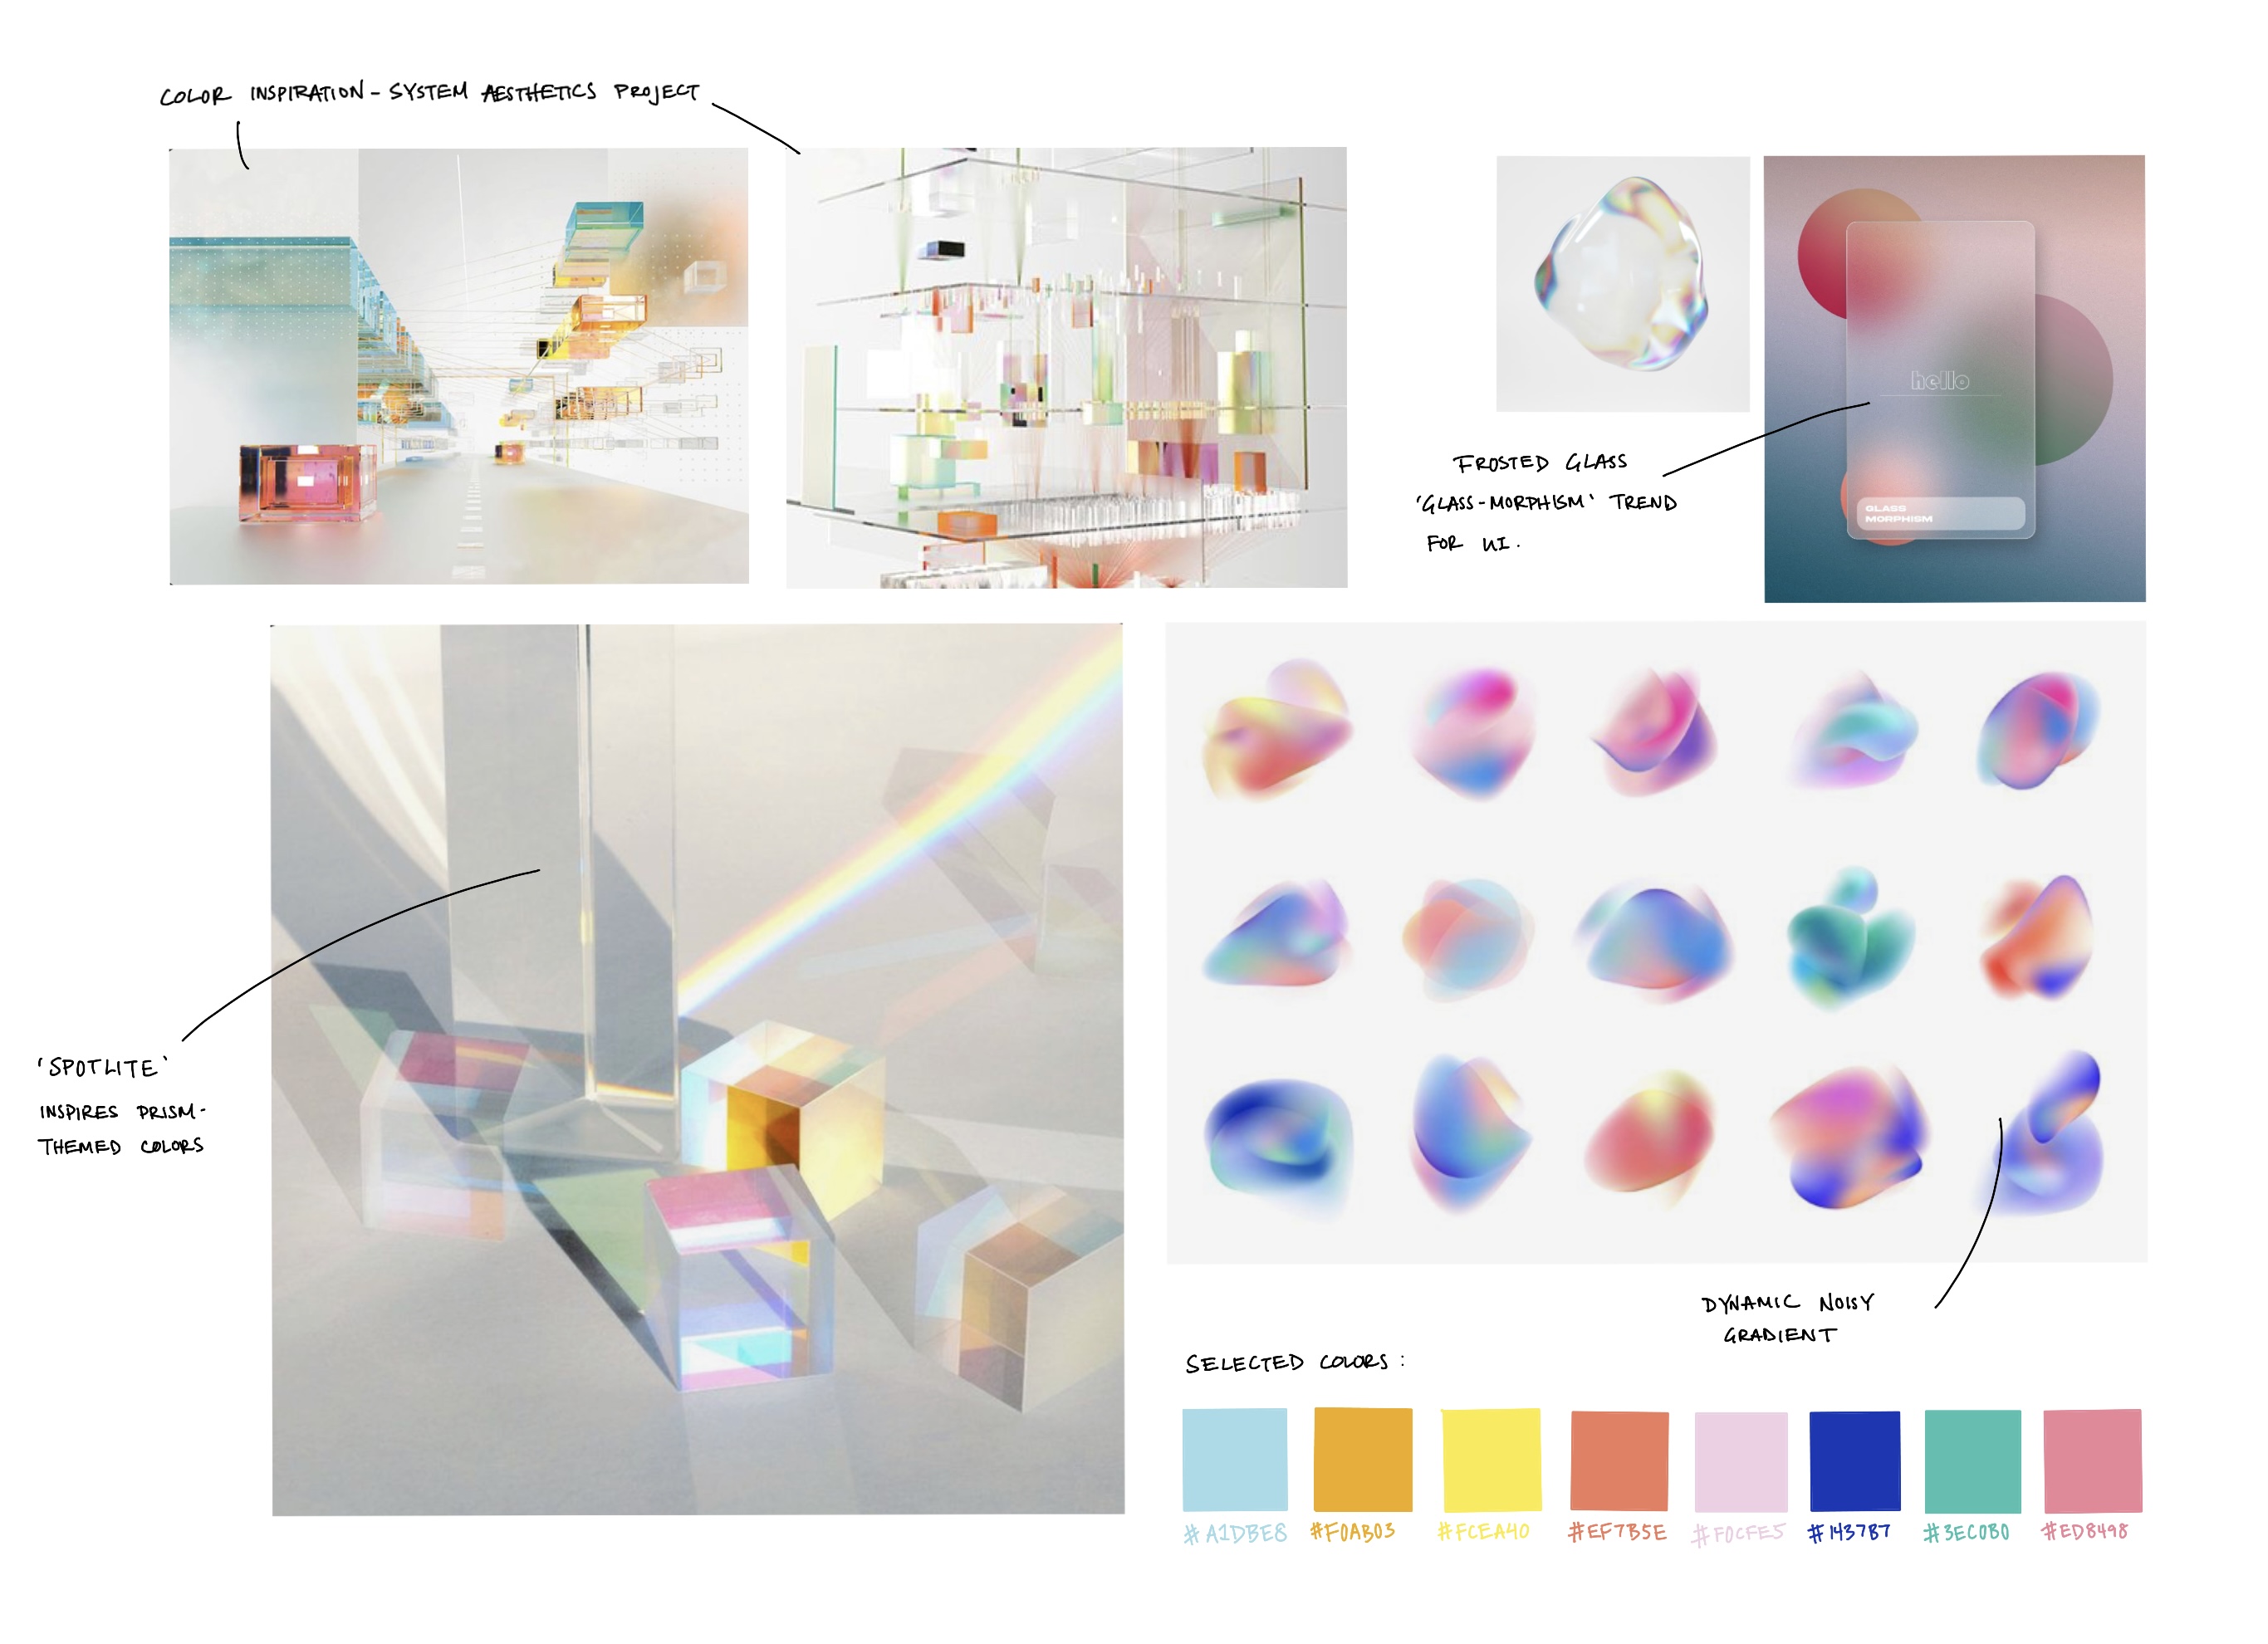 COLOR INSPIRATION - SYSTEM AESTHETICS PROJECT
hello
GLASS
MORPHISM
FROSTED GLASS
'GLASS-MORPHISM' TREND
FOR UI.
'SPOTLITE'
INSPIRES PRISM-
THEMED COLORS
DYNAMIC NOISY
GRADIENT
SELECTED COLORS:
#A1DBE8 #F0AB03 #FCEA40 #EF7B5E #F0CFE5 #1437B7 #3EC0B0 #ED8498